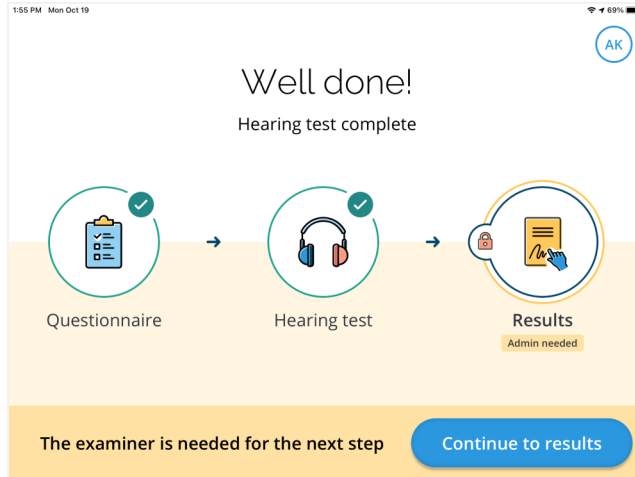 1:55 PM Mon Oct 19
69%
AK
Well done!
Hearing test complete
Questionnaire
Hearing test
Results
Admin needed
The examiner is needed for the next step
Continue to results